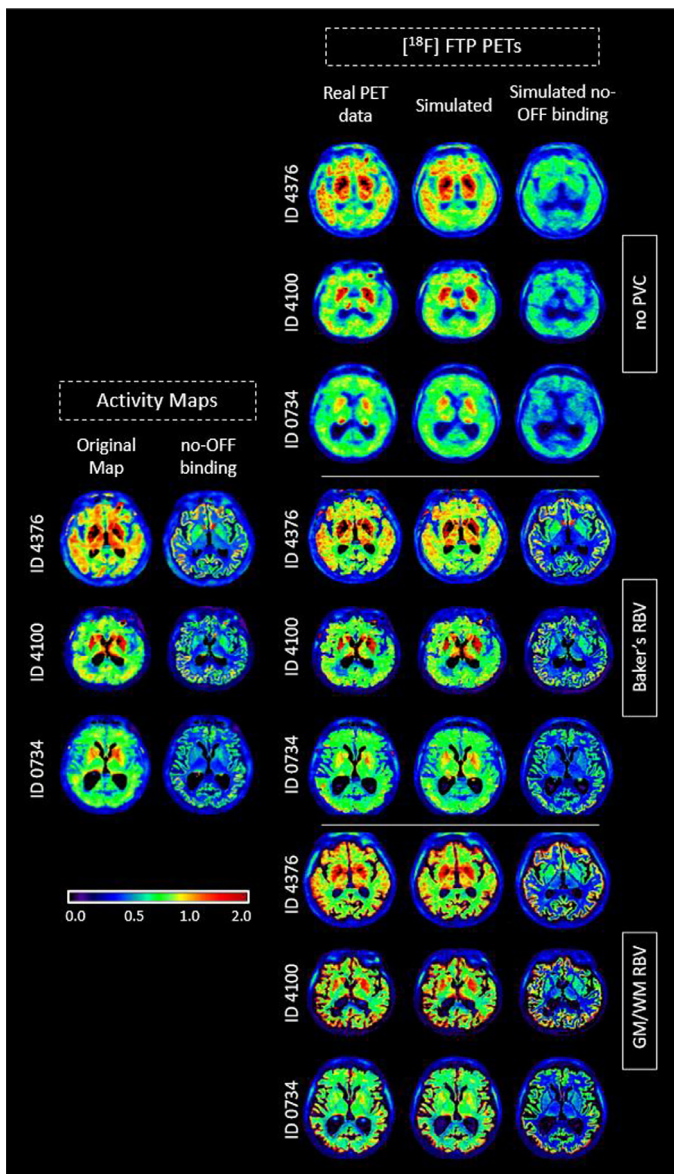 [¹⁸F] FTP PETs
Real PET
data
Simulated
Simulated no-
OFF binding
ID 4376
ID 4100
ID 0734
no PVC
Activity Maps
Original
Map
no-OFF
binding
ID 4376
ID 4100
ID 0734
0.0
0.5
1.0
2.0
ID 4376
ID 4100
ID 0734
Baker's RBV
ID 4376
ID 4100
ID 0734
GM/WM RBV